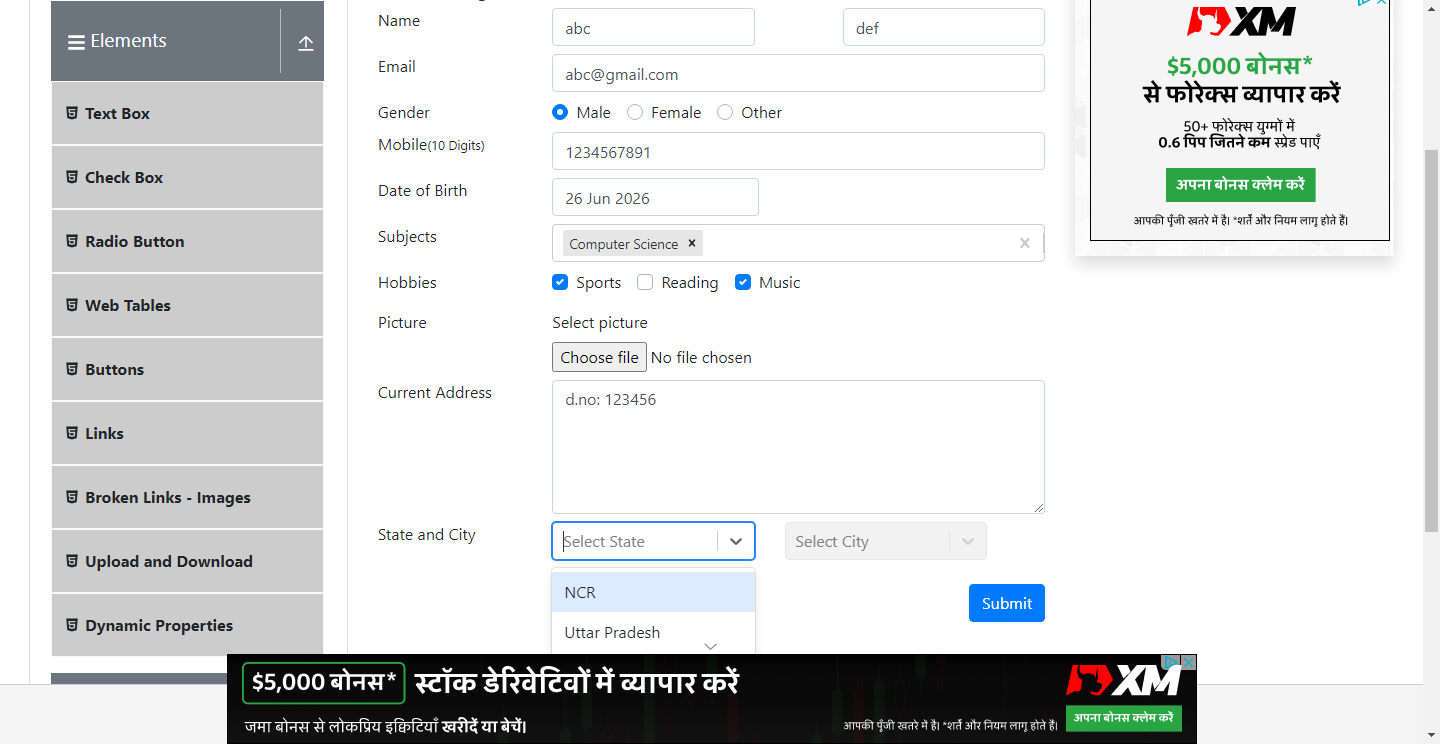 Elements
Text Box
Check Box
Radio Button
Web Tables
Buttons
Links
Broken Links - Images
Upload and Download
Dynamic Properties
Name
abc
def
Email
abc@gmail.com
Gender
Male
Female
Other
Mobile(10 Digits)
1234567891
Date of Birth
26 Jun 2026
Subjects
Computer Science
Hobbies
Sports
Reading
Music
Picture
Select picture
Choose file No file chosen
Current Address
d.no: 123456
State and City
Select State
Select City
NCR
Uttar Pradesh
Submit
XM
$5,000 बोनस*
से फोरेक्स व्यापार करें
50+ फोरेक्स युग्मों में
0.6 पिप जितने कम स्प्रेड पाएँ
अपना बोनस क्लेम करें
आपकी पूँजी खतरे में है। *शर्तें और नियम लागू होते हैं।
$5,000 बोनस*
स्टॉक डेरिवेटिवों में व्यापार करें
जमा बोनस से लोकप्रिय इक्विटियाँ खरीदें या बेचें।
आपकी पूँजी खतरे में है। *शर्तें और नियम लागू होते हैं।
XM
अपना बोनस क्लेम करें